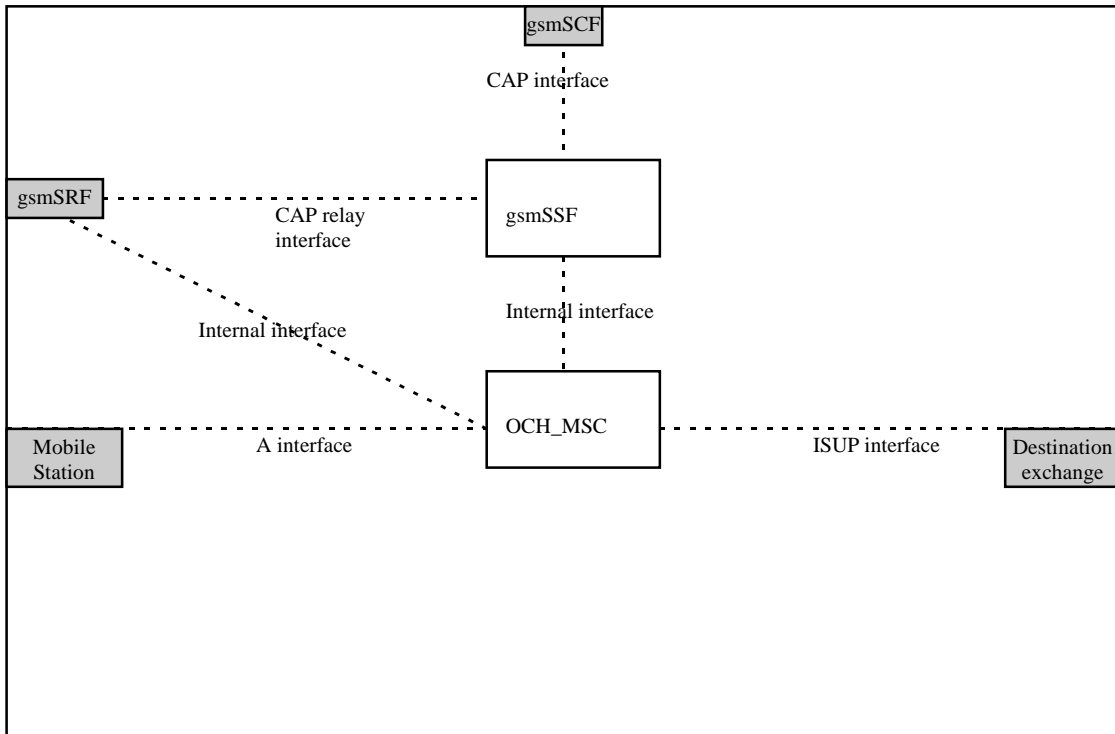 gsmSCF
CAP interface
gsmSRF
CAP relay
interface
gsmSSF
Internal interface
Internal interface
OCH_MSC
Mobile
Station
A interface
ISUP interface
Destination
exchange